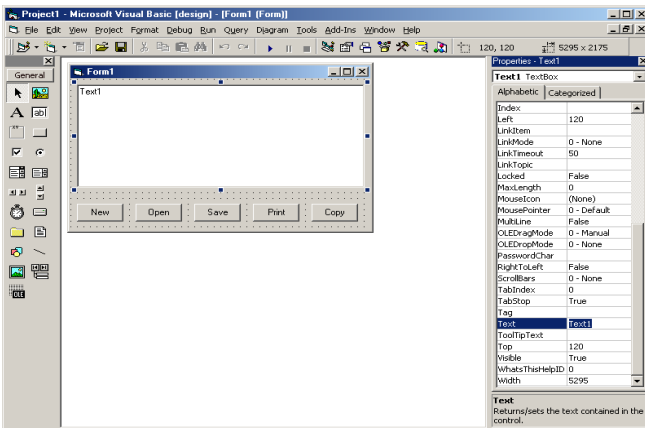 Project1 - Microsoft Visual Basic [design] - [Form1 (Form)]
File Edit View Project Format Debug Run Query Diagram Tools Add-Ins Window Help
120, 120 5295 x 2175
General
A ab|
OLE
Form1
Text1
New Open Save Print Copy
Properties - Text1
Text1 TextBox
Alphabetic Categorized
Index
Left 120
LinkItem
LinkMode 0 - None
LinkTimeout 50
LinkTopic
Locked False
MaxLength 0
MouseIcon (None)
MousePointer 0 - Default
MultiLine False
OLEDragMode 0 - Manual
OLEDropMode 0 - None
PasswordChar
RightToLeft False
ScrollBars 0 - None
TabIndex 0
TabStop True
Tag
Text Text1
ToolTipText
Top 120
Visible True
WhatsThisHelpID 0
Width 5295
Text
Returns/sets the text contained in the
control.